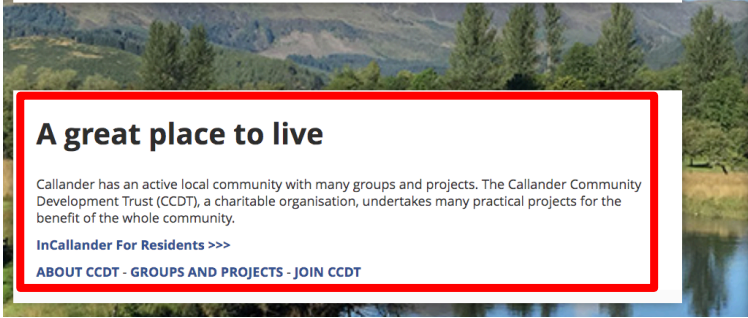 A great place to live
Callander has an active local community with many groups and projects. The Callander Community
Development Trust (CCDT), a charitable organisation, undertakes many practical projects for the
benefit of the whole community.
InCallander For Residents >>>
ABOUT CCDT - GROUPS AND PROJECTS - JOIN CCDT